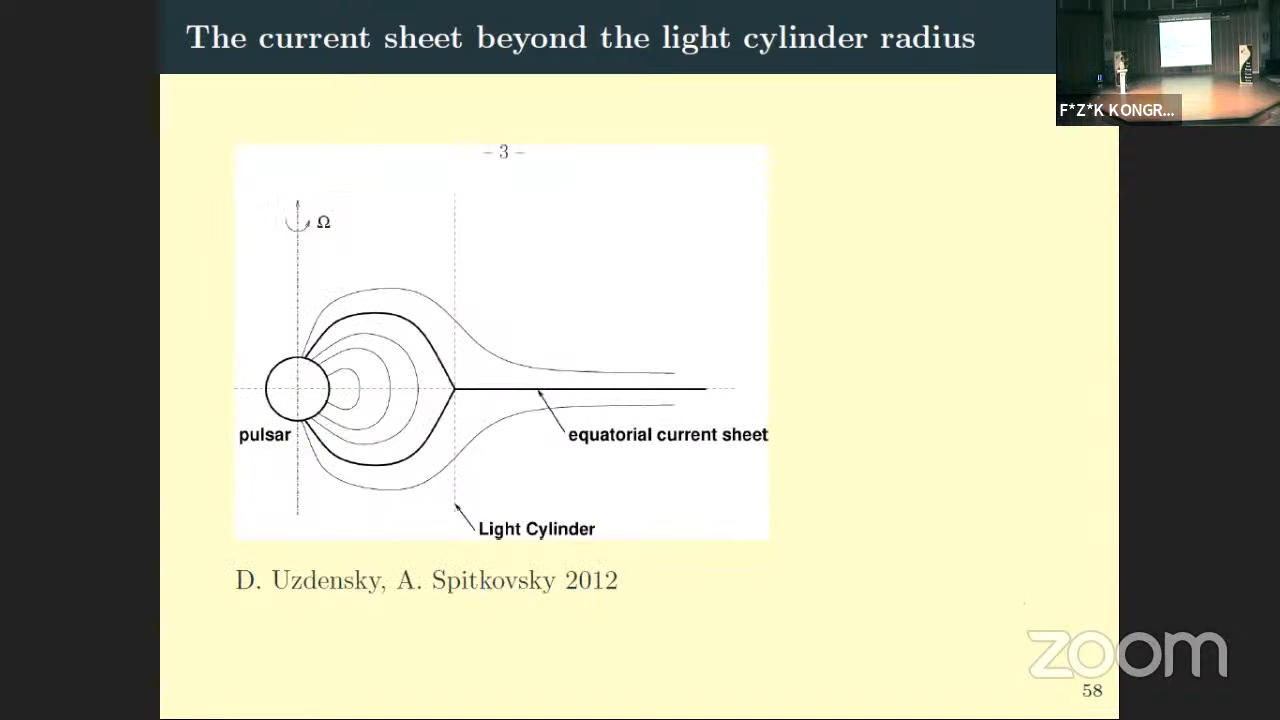 The current sheet beyond the light cylinder radius
F*Z*K KONGR...
– 3 –
Ω
pulsar
equatorial current sheet
Light Cylinder
D. Uzdensky, A. Spitkovsky 2012
zoom
58